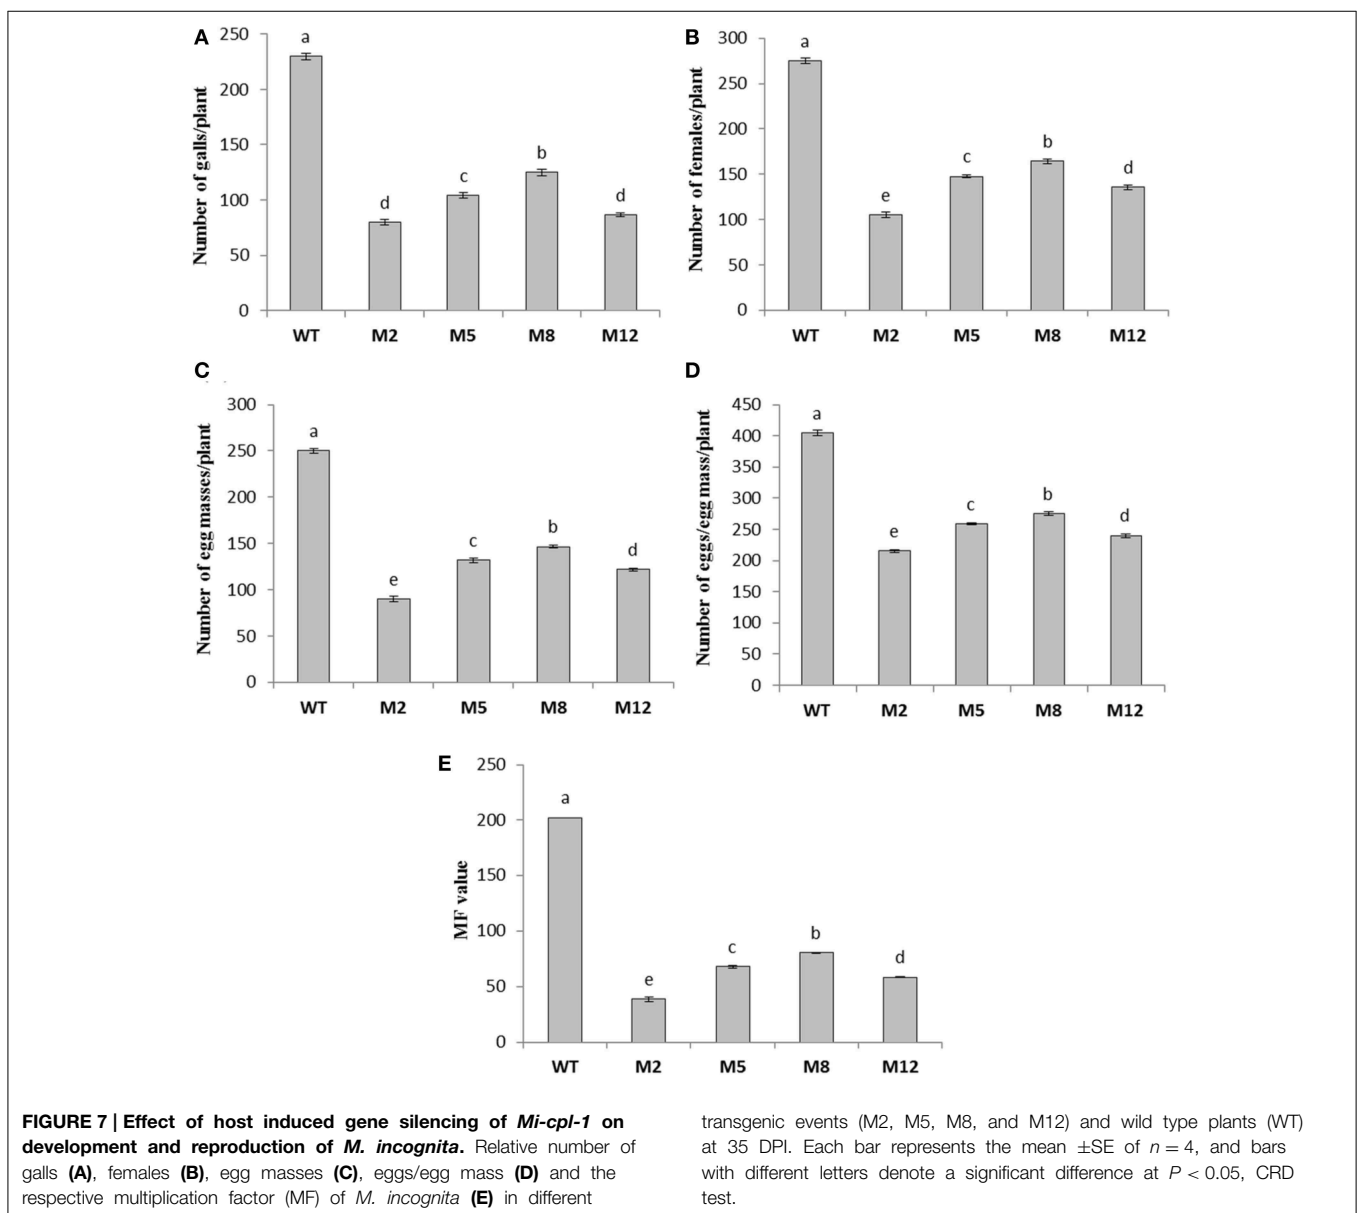 A
Number of galls/plant
250
200
150
100
50
0
a
d
c
b
d
WT M2 M5 M8 M12
B
Number of females/plant
300
250
200
150
100
50
0
a
e
c
b
d
WT M2 M5 M8 M12
C
Number of egg masses/plant
300
250
200
150
100
50
0
a
e
c
b
d
WT M2 M5 M8 M12
D
Number of eggs/egg mass/plant
450
400
350
300
250
200
150
100
50
0
a
e
c
b
d
WT M2 M5 M8 M12
E
MF value
250
200
150
100
50
0
a
e
c
b
d
WT M2 M5 M8 M12
FIGURE 7 | Effect of host induced gene silencing of Mi-cpl-1 on
development and reproduction of M. incognita. Relative number of
galls (A), females (B), egg masses (C), eggs/egg mass (D) and the
respective multiplication factor (MF) of M. incognita (E) in different
transgenic events (M2, M5, M8, and M12) and wild type plants (WT)
at 35 DPI. Each bar represents the mean ±SE of n = 4, and bars
with different letters denote a significant difference at P < 0.05, CRD
test.